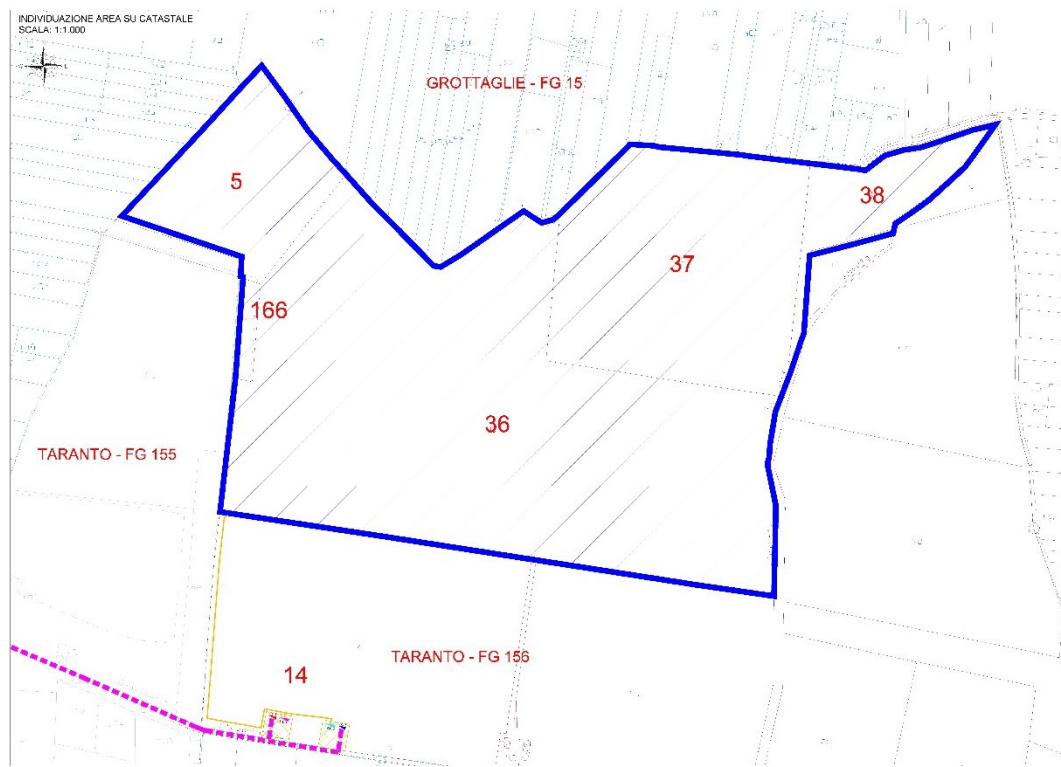 INDIVIDUAZIONE AREA SU CATASTALE
SCALA: 1:1.000
GROTTAGLIE - FG 15
5
38
37
166
36
TARANTO - FG 155
TARANTO - FG 156
14